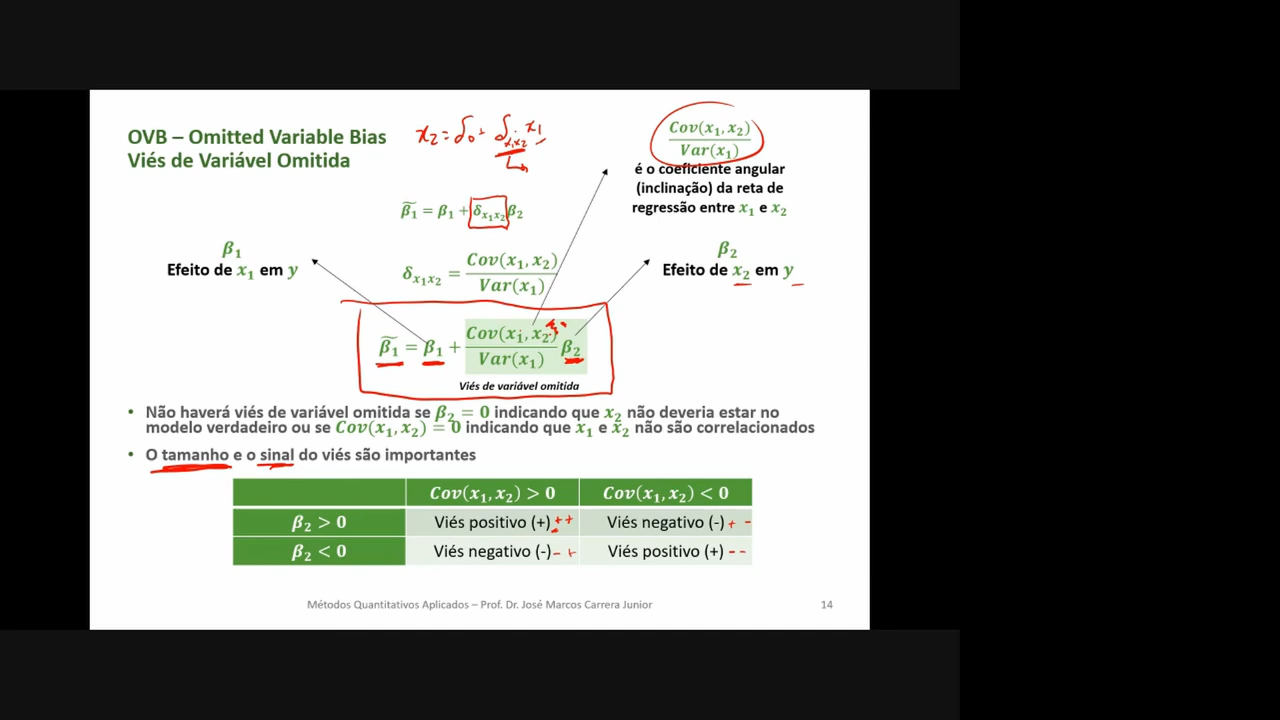 OVB – Omitted Variable Bias
Viés de Variável Omitida
x₂ = δ₀ + δₓ₁ₓ₂ x₁
Cov(x₁, x₂)
Var(x₁)
é o coeficiente angular
(inclinação) da reta de
regressão entre x₁ e x₂
β̃₁ = β₁ + δₓ₁ₓ₂β₂
β₁
Efeito de x₁ em y
δₓ₁ₓ₂ = Cov(x₁, x₂) / Var(x₁)
β₂
Efeito de x₂ em y
β̃₁ = β₁ + Cov(x₁, x₂) / Var(x₁) β₂
Viés de variável omitida
• Não haverá viés de variável omitida se β₂ = 0 indicando que x₂ não deveria estar no
modelo verdadeiro ou se Cov(x₁, x₂) = 0 indicando que x₁ e x₂ não são correlacionados
• O tamanho e o sinal do viés são importantes
Cov(x₁, x₂) > 0 Cov(x₁, x₂) < 0
β₂ > 0 Viés positivo (+) ++ Viés negativo (-) + -
β₂ < 0 Viés negativo (-) - + Viés positivo (+) - -
Métodos Quantitativos Aplicados – Prof. Dr. José Marcos Carrera Junior 14